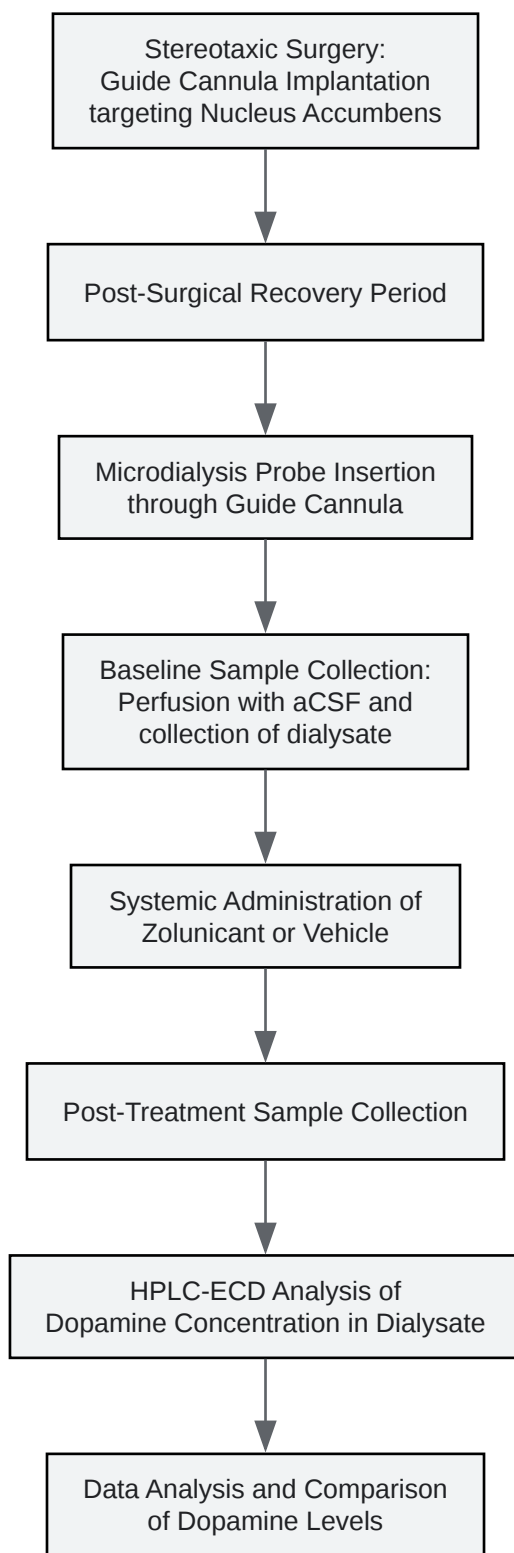 Stereotaxic Surgery:
Guide Cannula Implantation
targeting Nucleus Accumbens
Post-Surgical Recovery Period
Microdialysis Probe Insertion
through Guide Cannula
Baseline Sample Collection:
Perfusion with aCSF and
collection of dialysate
Systemic Administration of
Zolunicant or Vehicle
Post-Treatment Sample Collection
HPLC-ECD Analysis of
Dopamine Concentration in Dialysate
Data Analysis and Comparison
of Dopamine Levels